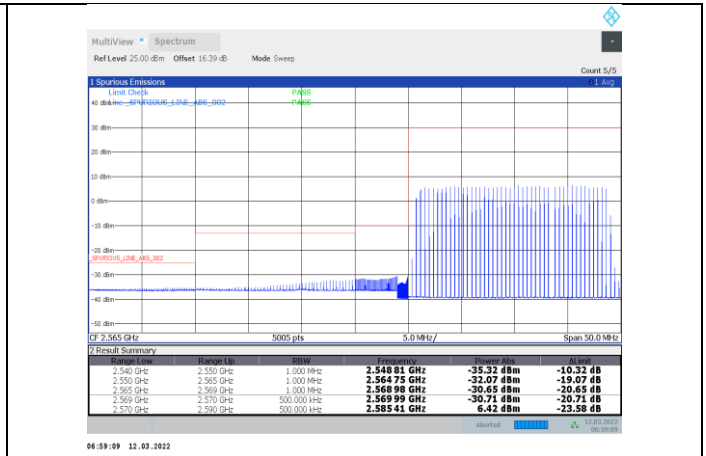 MultiView Spectrum
Ref Level 25.00 dBm Offset 16.39 dB Mode Sweep
Count 5/5
1 Spurious Emissions 1 Avg
Limit Check PASS
40 dBm Line _SPURIOUS_LINE_ABS_002 PASS
30 dBm
20 dBm
10 dBm
0 dBm
-10 dBm
-20 dBm
_SPURIOUS_LINE_ABS_002
-30 dBm
-40 dBm
-50 dBm
CF 2.565 GHz 5005 pts 5.0 MHz/ Span 50.0 MHz
2 Result Summary
Range Low Range Up RBW Frequency Power Abs ΔLimit
2.540 GHz 2.550 GHz 1.000 MHz 2.548 81 GHz -35.32 dBm -10.32 dB
2.550 GHz 2.565 GHz 1.000 MHz 2.564 75 GHz -32.07 dBm -19.07 dB
2.565 GHz 2.569 GHz 1.000 MHz 2.568 98 GHz -30.65 dBm -20.65 dB
2.569 GHz 2.570 GHz 500.000 kHz 2.569 99 GHz -30.71 dBm -20.71 dB
2.570 GHz 2.590 GHz 500.000 kHz 2.585 41 GHz 6.42 dBm -23.58 dB
Aborted 12.03.2022
06:59:09
06:59:09 12.03.2022